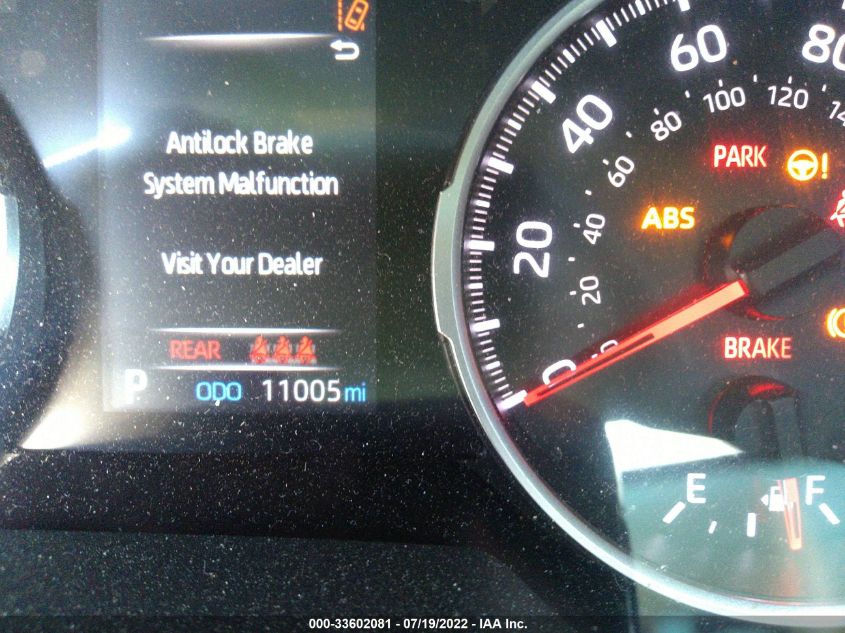 Antilock Brake
System Malfunction
Visit Your Dealer
REAR
P ODO 11005 mi
0 20 40 60 80
20 40 60 80 100 120
PARK
!
ABS
BRAKE
E F
000-33602081 - 07/19/2022 - IAA Inc.